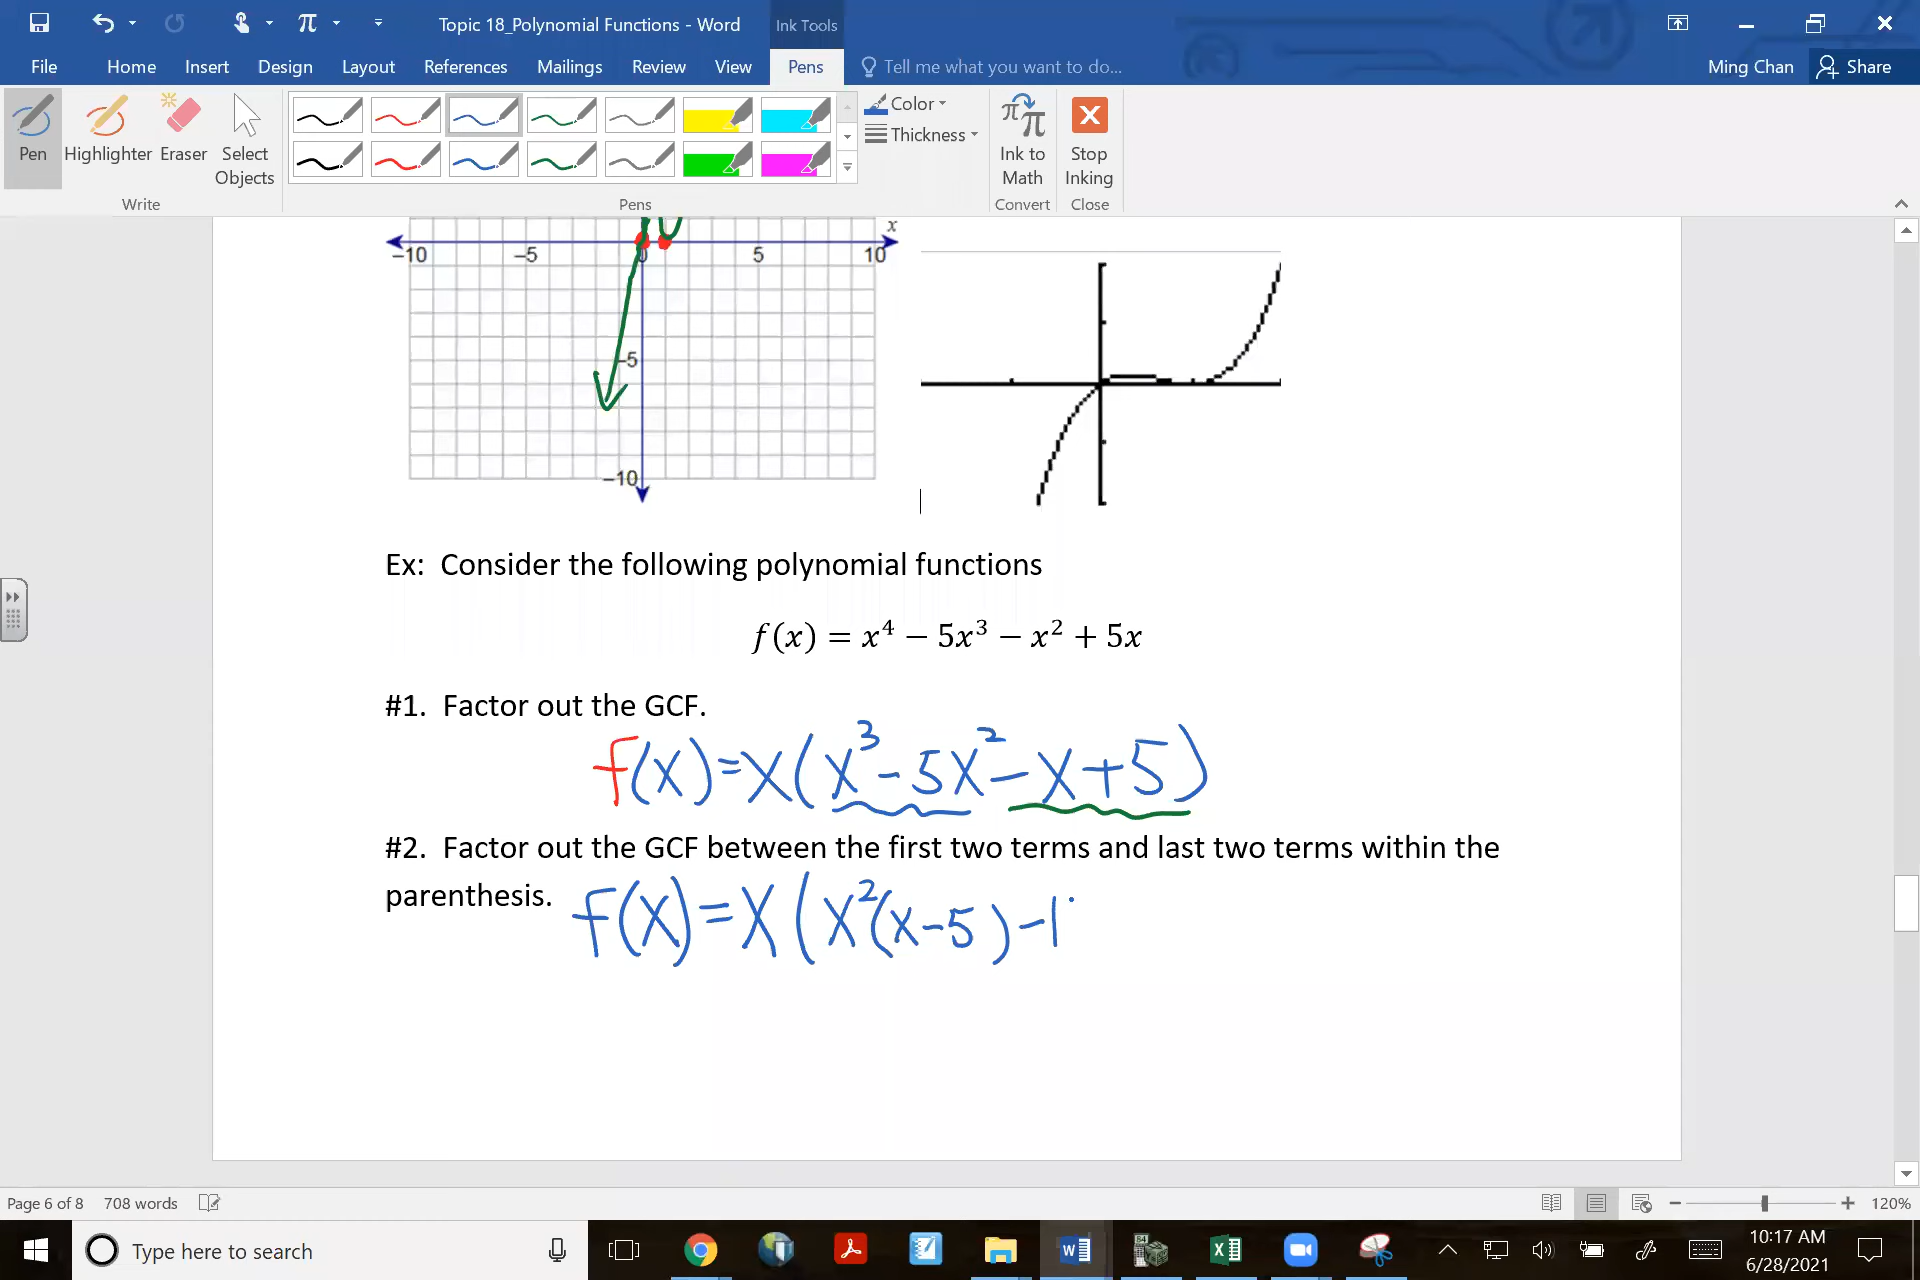 Topic 18_Polynomial Functions - Word
Ink Tools
File Home Insert Design Layout References Mailings Review View Pens Tell me what you want to do... Ming Chan Share
Pen Highlighter Eraser Select Objects
Color
Thickness
Ink to Math
Stop Inking
Write Pens Convert Close
x
-10 -5 0 5 10
-5
-10
Ex: Consider the following polynomial functions
f(x) = x⁴ − 5x³ − x² + 5x
#1. Factor out the GCF.
f(x)=x(x³-5x²-x+5)
#2. Factor out the GCF between the first two terms and last two terms within the
parenthesis. f(x)=x(x²(x-5)-1
Page 6 of 8 708 words 120%
Type here to search
10:17 AM
6/28/2021